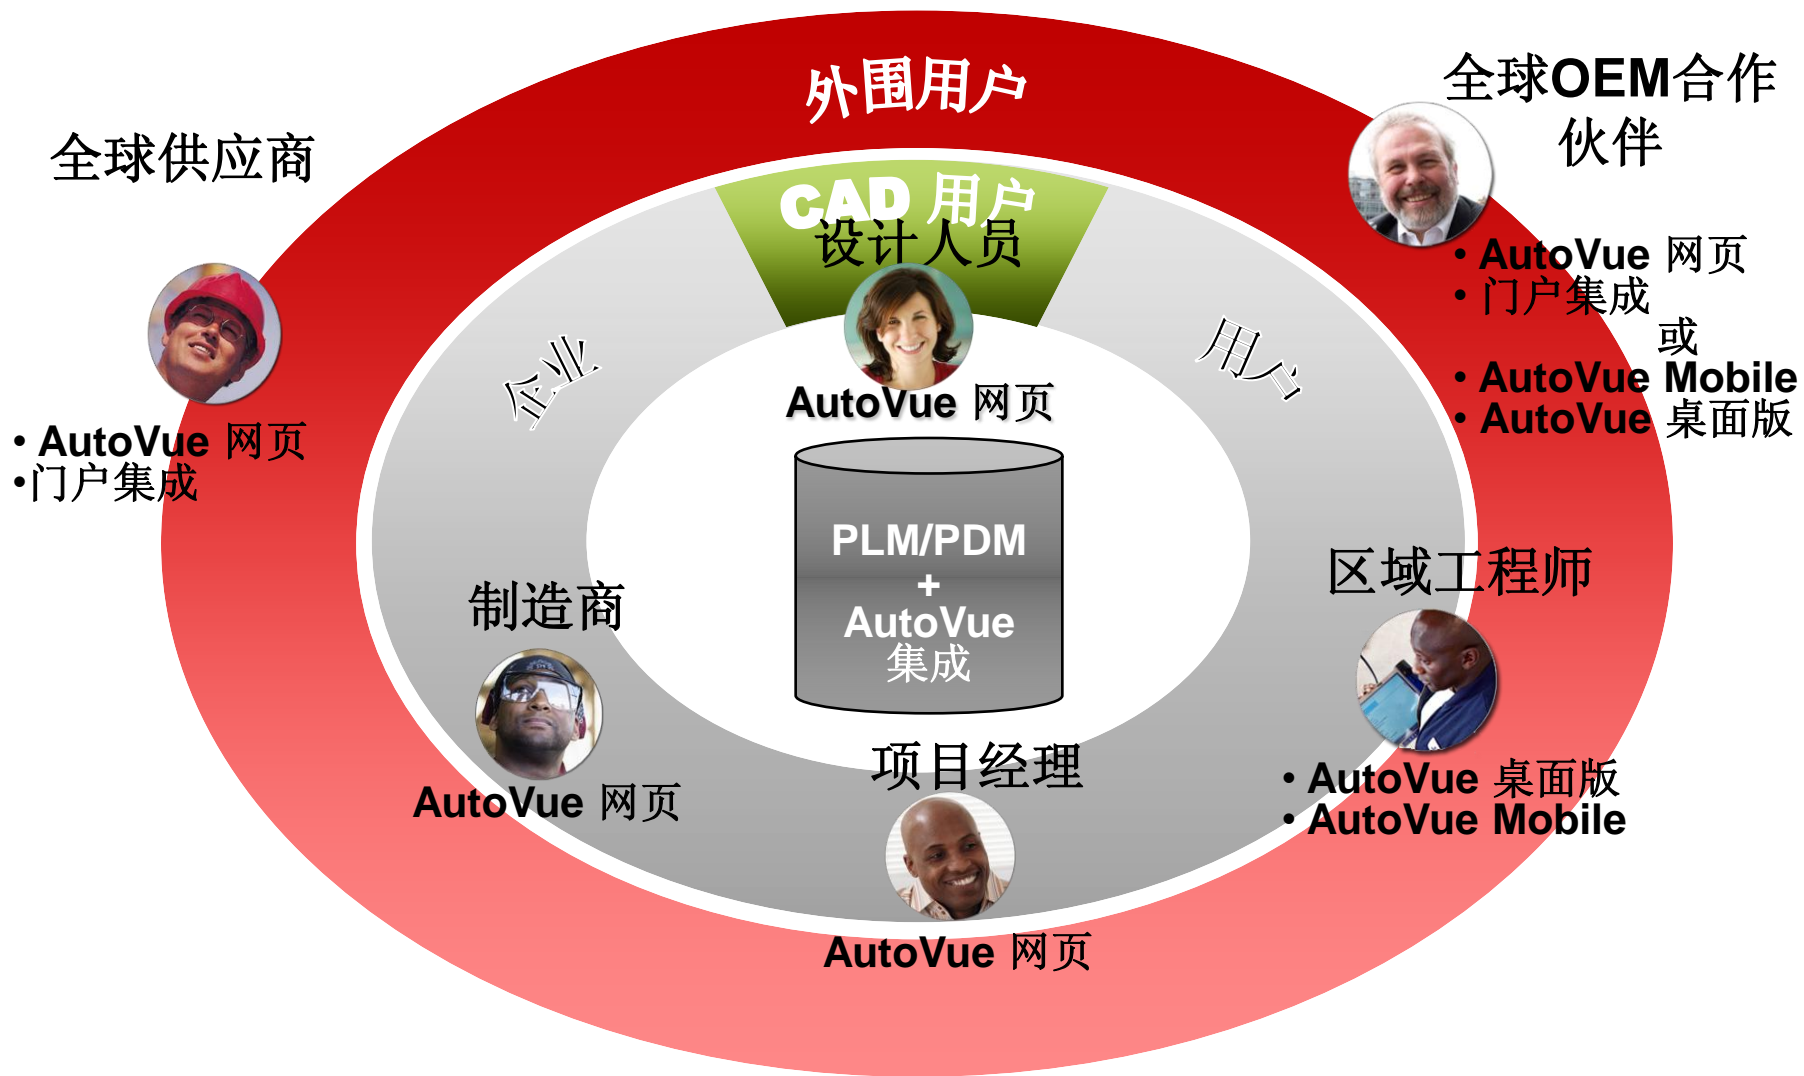 外围用户
全球供应商
• AutoVue 网页
•门户集成
全球OEM合作
伙伴
• AutoVue 网页
• 门户集成
或
• AutoVue Mobile
• AutoVue 桌面版
CAD 用户
设计人员
AutoVue 网页
企业
用户
PLM/PDM
+
AutoVue
集成
制造商
AutoVue 网页
项目经理
AutoVue 网页
区域工程师
• AutoVue 桌面版
• AutoVue Mobile